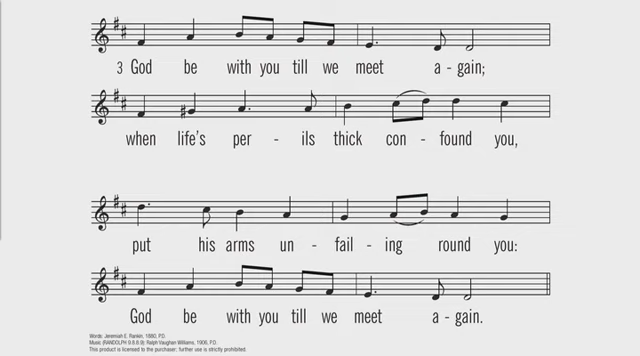 3 God be with you till we meet a - gain;
when life's per - ils thick con - found you,
put his arms un - fail - ing round you:
God be with you till we meet a - gain.
Words: Jeremiah E. Rankin, 1880, P.D.
Music (RANDOLPH 9.8.8.9): Ralph Vaughan Williams, 1906, P.D.
This product is licensed to the purchaser; further use is strictly prohibited.